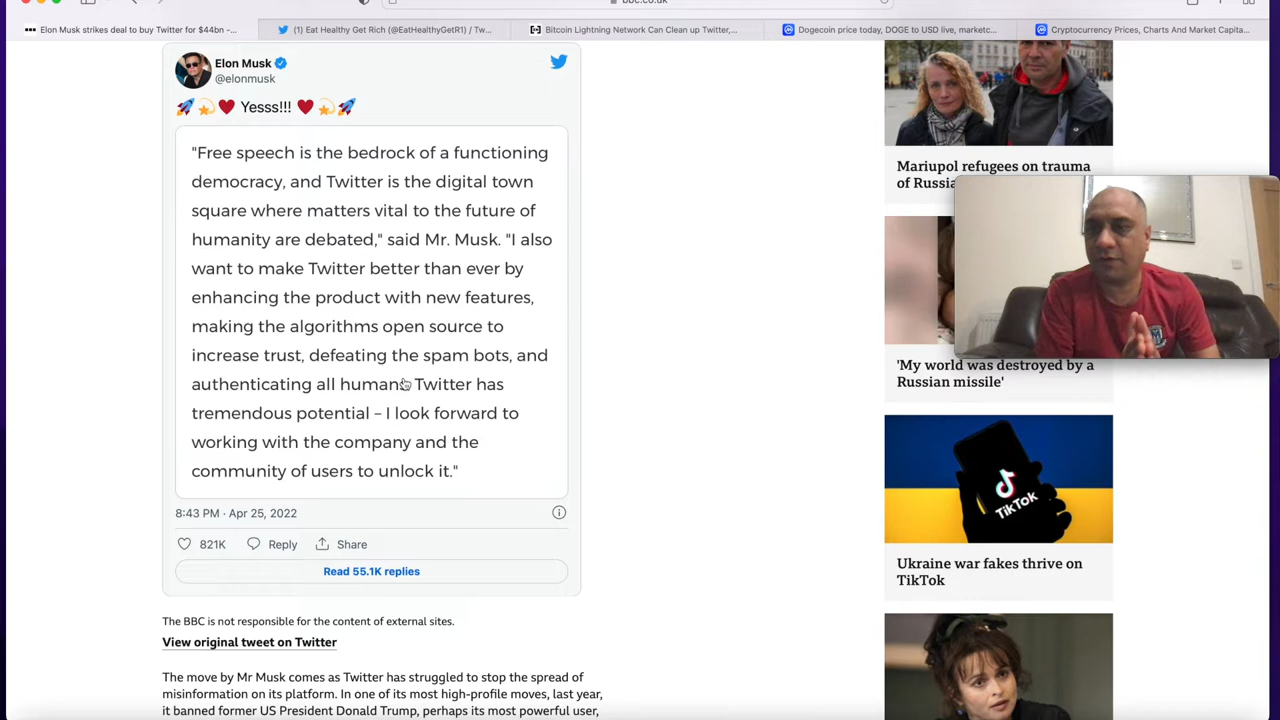 bbc.co.uk
Elon Musk strikes deal to buy Twitter for $44bn -...
(1) Eat Healthy Get Rich (@EatHealthyGetR1) / Tw...
Bitcoin Lightning Network Can Clean up Twitter,...
Dogecoin price today, DOGE to USD live, marketc...
Cryptocurrency Prices, Charts And Market Capita...
Elon Musk
@elonmusk
🚀💫♥️ Yesss!!! ♥️💫🚀
"Free speech is the bedrock of a functioning
democracy, and Twitter is the digital town
square where matters vital to the future of
humanity are debated," said Mr. Musk. "I also
want to make Twitter better than ever by
enhancing the product with new features,
making the algorithms open source to
increase trust, defeating the spam bots, and
authenticating all humans Twitter has
tremendous potential – I look forward to
working with the company and the
community of users to unlock it."
8:43 PM · Apr 25, 2022
821K Reply Share
Read 55.1K replies
The BBC is not responsible for the content of external sites.
View original tweet on Twitter
The move by Mr Musk comes as Twitter has struggled to stop the spread of
misinformation on its platform. In one of its most high-profile moves, last year,
it banned former US President Donald Trump, perhaps its most powerful user,
Mariupol refugees on trauma
of Russia
'My world was destroyed by a
Russian missile'
TikTok
Ukraine war fakes thrive on
TikTok